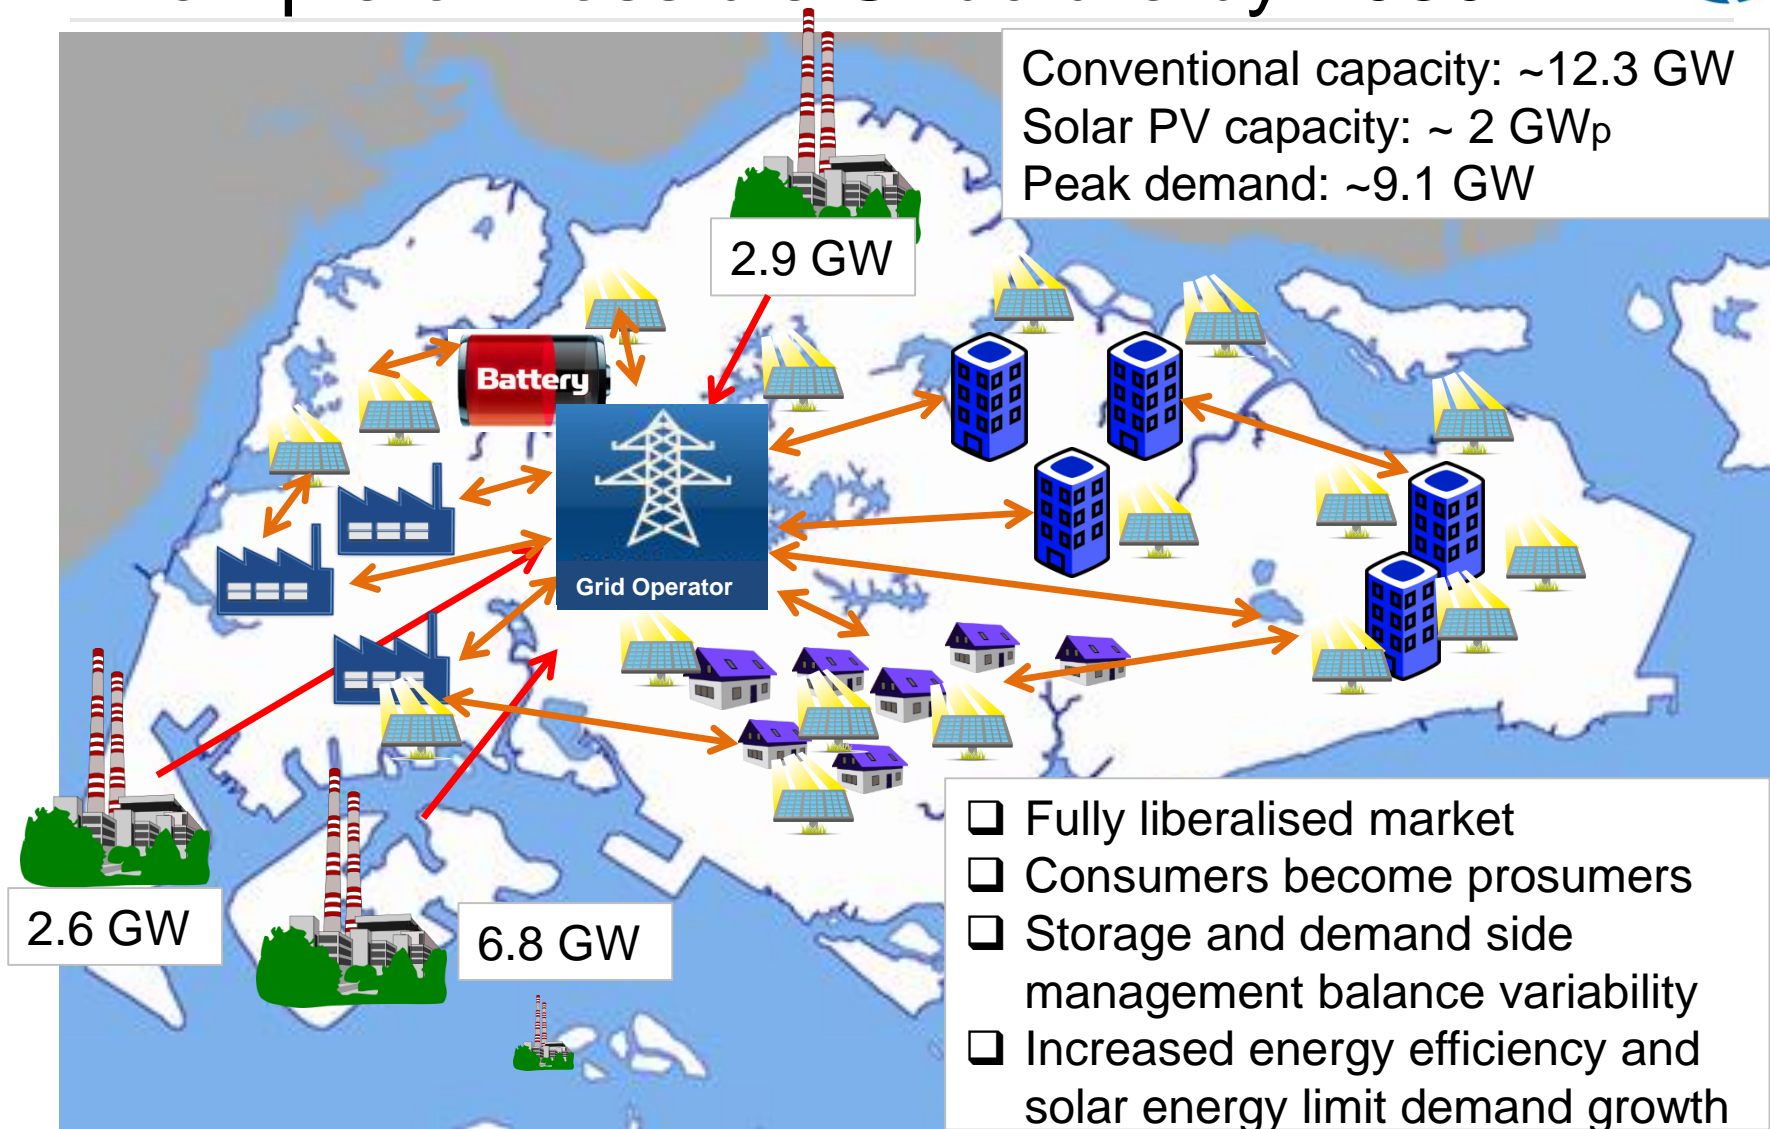 Conventional capacity: ~12.3 GW
Solar PV capacity: ~ 2 GWp
Peak demand: ~9.1 GW
2.9 GW
Battery
Grid Operator
2.6 GW
6.8 GW
❑ Fully liberalised market
❑ Consumers become prosumers
❑ Storage and demand side
management balance variability
❑ Increased energy efficiency and
solar energy limit demand growth